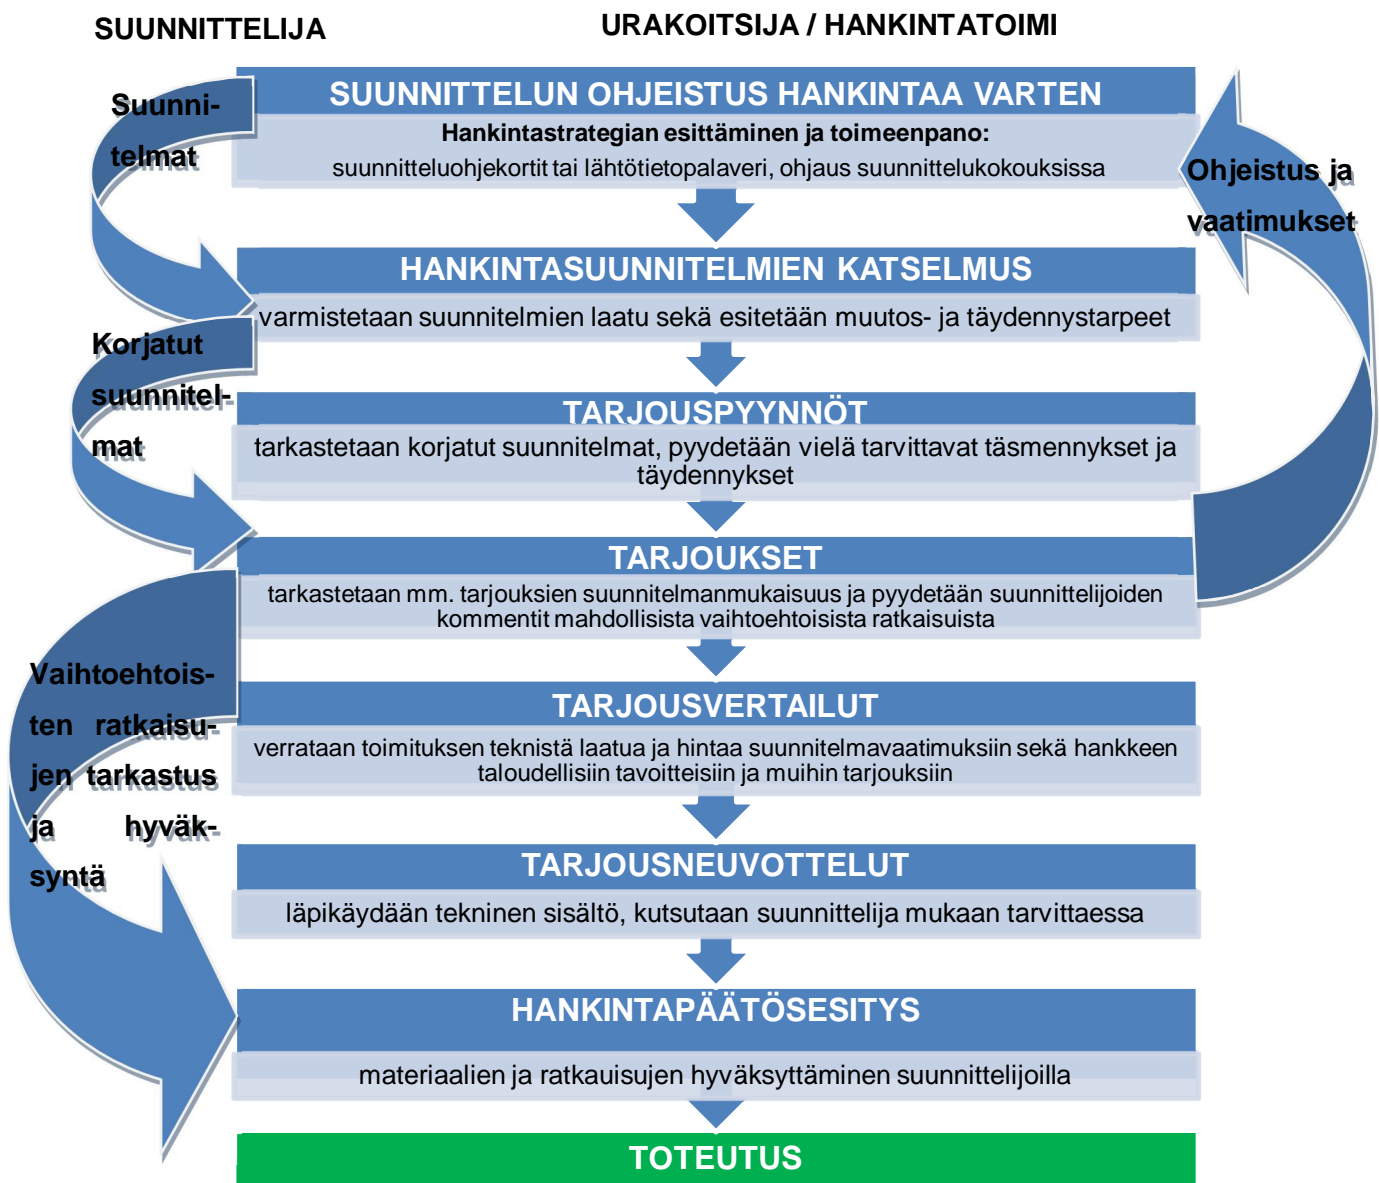 SUUNNITTELIJA
URAKOITSIJA / HANKINTATOIMI
SUUNNITTELUN OHJEISTUS HANKINTAA VARTEN
Hankintastrategian esittäminen ja toimeenpano:
suunnitteluohjekortit tai lähtötietopalaveri, ohjaus suunnittelukokouksissa
Suunni-
telmat
Ohjeistus ja
vaatimukset
HANKINTASUUNNITELMIEN KATSELMUS
varmistetaan suunnitelmien laatu sekä esitetään muutos- ja täydennystarpeet
Korjatut
suunnitel-
mat
TARJOUSPYYNNÖT
tarkastetaan korjatut suunnitelmat, pyydetään vielä tarvittavat täsmennykset ja
täydennykset
TARJOUKSET
tarkastetaan mm. tarjouksien suunnitelmanmukaisuus ja pyydetään suunnittelijoiden
kommentit mahdollisista vaihtoehtoisista ratkaisuista
Vaihtoehtois-
ten ratkaisu-
jen tarkastus
ja hyväk-
syntä
TARJOUSVERTAILUT
verrataan toimituksen teknistä laatua ja hintaa suunnitelmavaatimuksiin sekä hankkeen
taloudellisiin tavoitteisiin ja muihin tarjouksiin
TARJOUSNEUVOTTELUT
läpikäydään tekninen sisältö, kutsutaan suunnittelija mukaan tarvittaessa
HANKINTAPÄÄTÖSESITYS
materiaalien ja ratkauisujen hyväksyttäminen suunnittelijoilla
TOTEUTUS